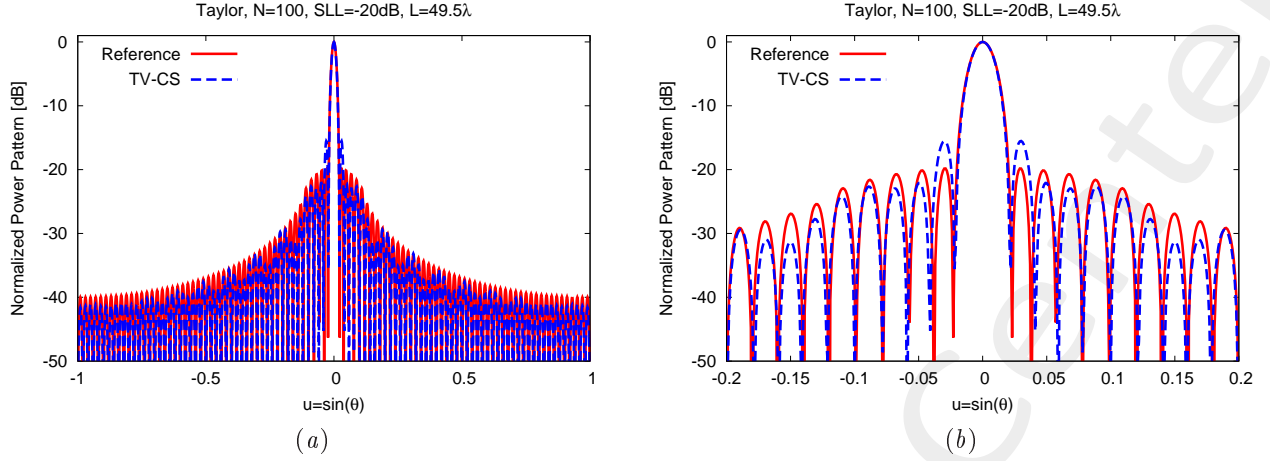 Taylor, N=100, SLL=-20dB, L=49.5λ
Normalized Power Pattern [dB]
0
-10
-20
-30
-40
-50
Reference
TV-CS
-1
-0.5
0
0.5
1
u=sin(θ)
(a)
Taylor, N=100, SLL=-20dB, L=49.5λ
Normalized Power Pattern [dB]
0
-10
-20
-30
-40
-50
Reference
TV-CS
-0.2
-0.15
-0.1
-0.05
0
0.05
0.1
0.15
0.2
u=sin(θ)
(b)
Center